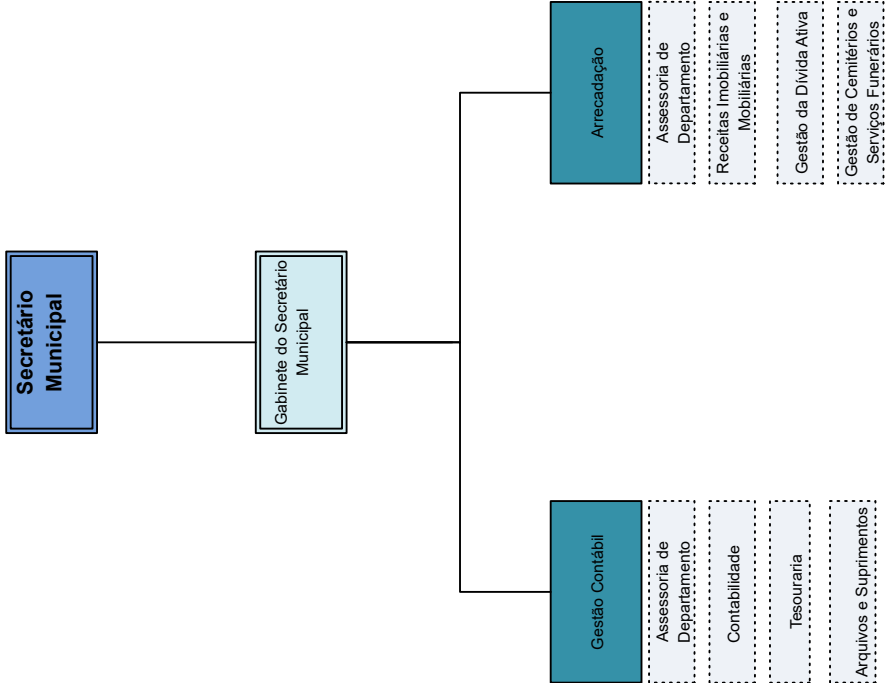 Secretário
Municipal
Gabinete do Secretário
Municipal
Gestão Contábil
Assessoria de
Departamento
Contabilidade
Tesouraria
Arquivos e Suprimentos
Arrecadação
Assessoria de
Departamento
Receitas Imobiliárias e
Mobiliárias
Gestão da Dívida Ativa
Gestão de Cemitérios e
Serviços Funerários